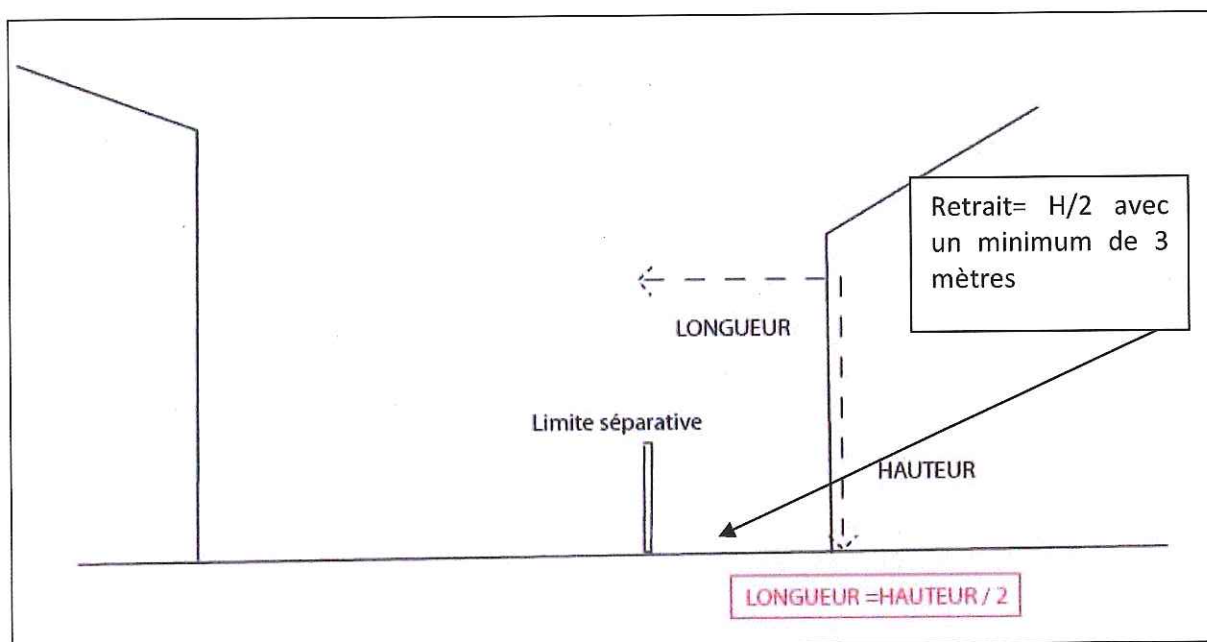 Retrait= H/2 avec
un minimum de 3
mètres
LONGUEUR
Limite séparative
HAUTEUR
LONGUEUR =HAUTEUR / 2